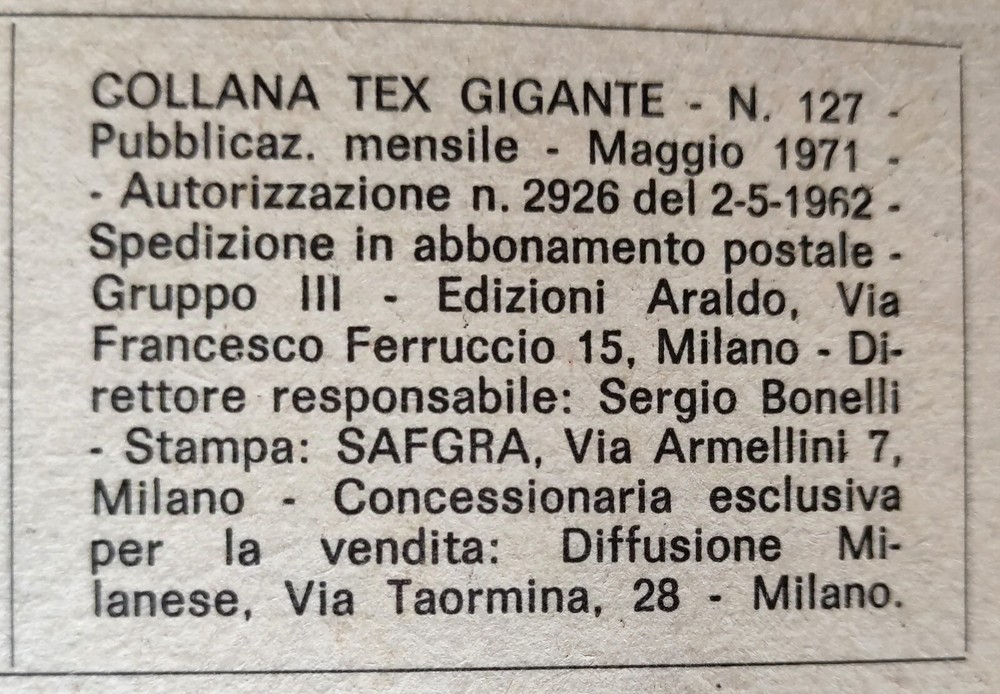 COLLANA TEX GIGANTE - N. 127 -
Pubblicaz. mensile - Maggio 1971 -
- Autorizzazione n. 2926 del 2-5-1962 -
Spedizione in abbonamento postale -
Gruppo III - Edizioni Araldo, Via
Francesco Ferruccio 15, Milano - Di-
rettore responsabile: Sergio Bonelli
- Stampa: SAFGRA, Via Armellini 7,
Milano - Concessionaria esclusiva
per la vendita: Diffusione Mi-
lanese, Via Taormina, 28 - Milano.